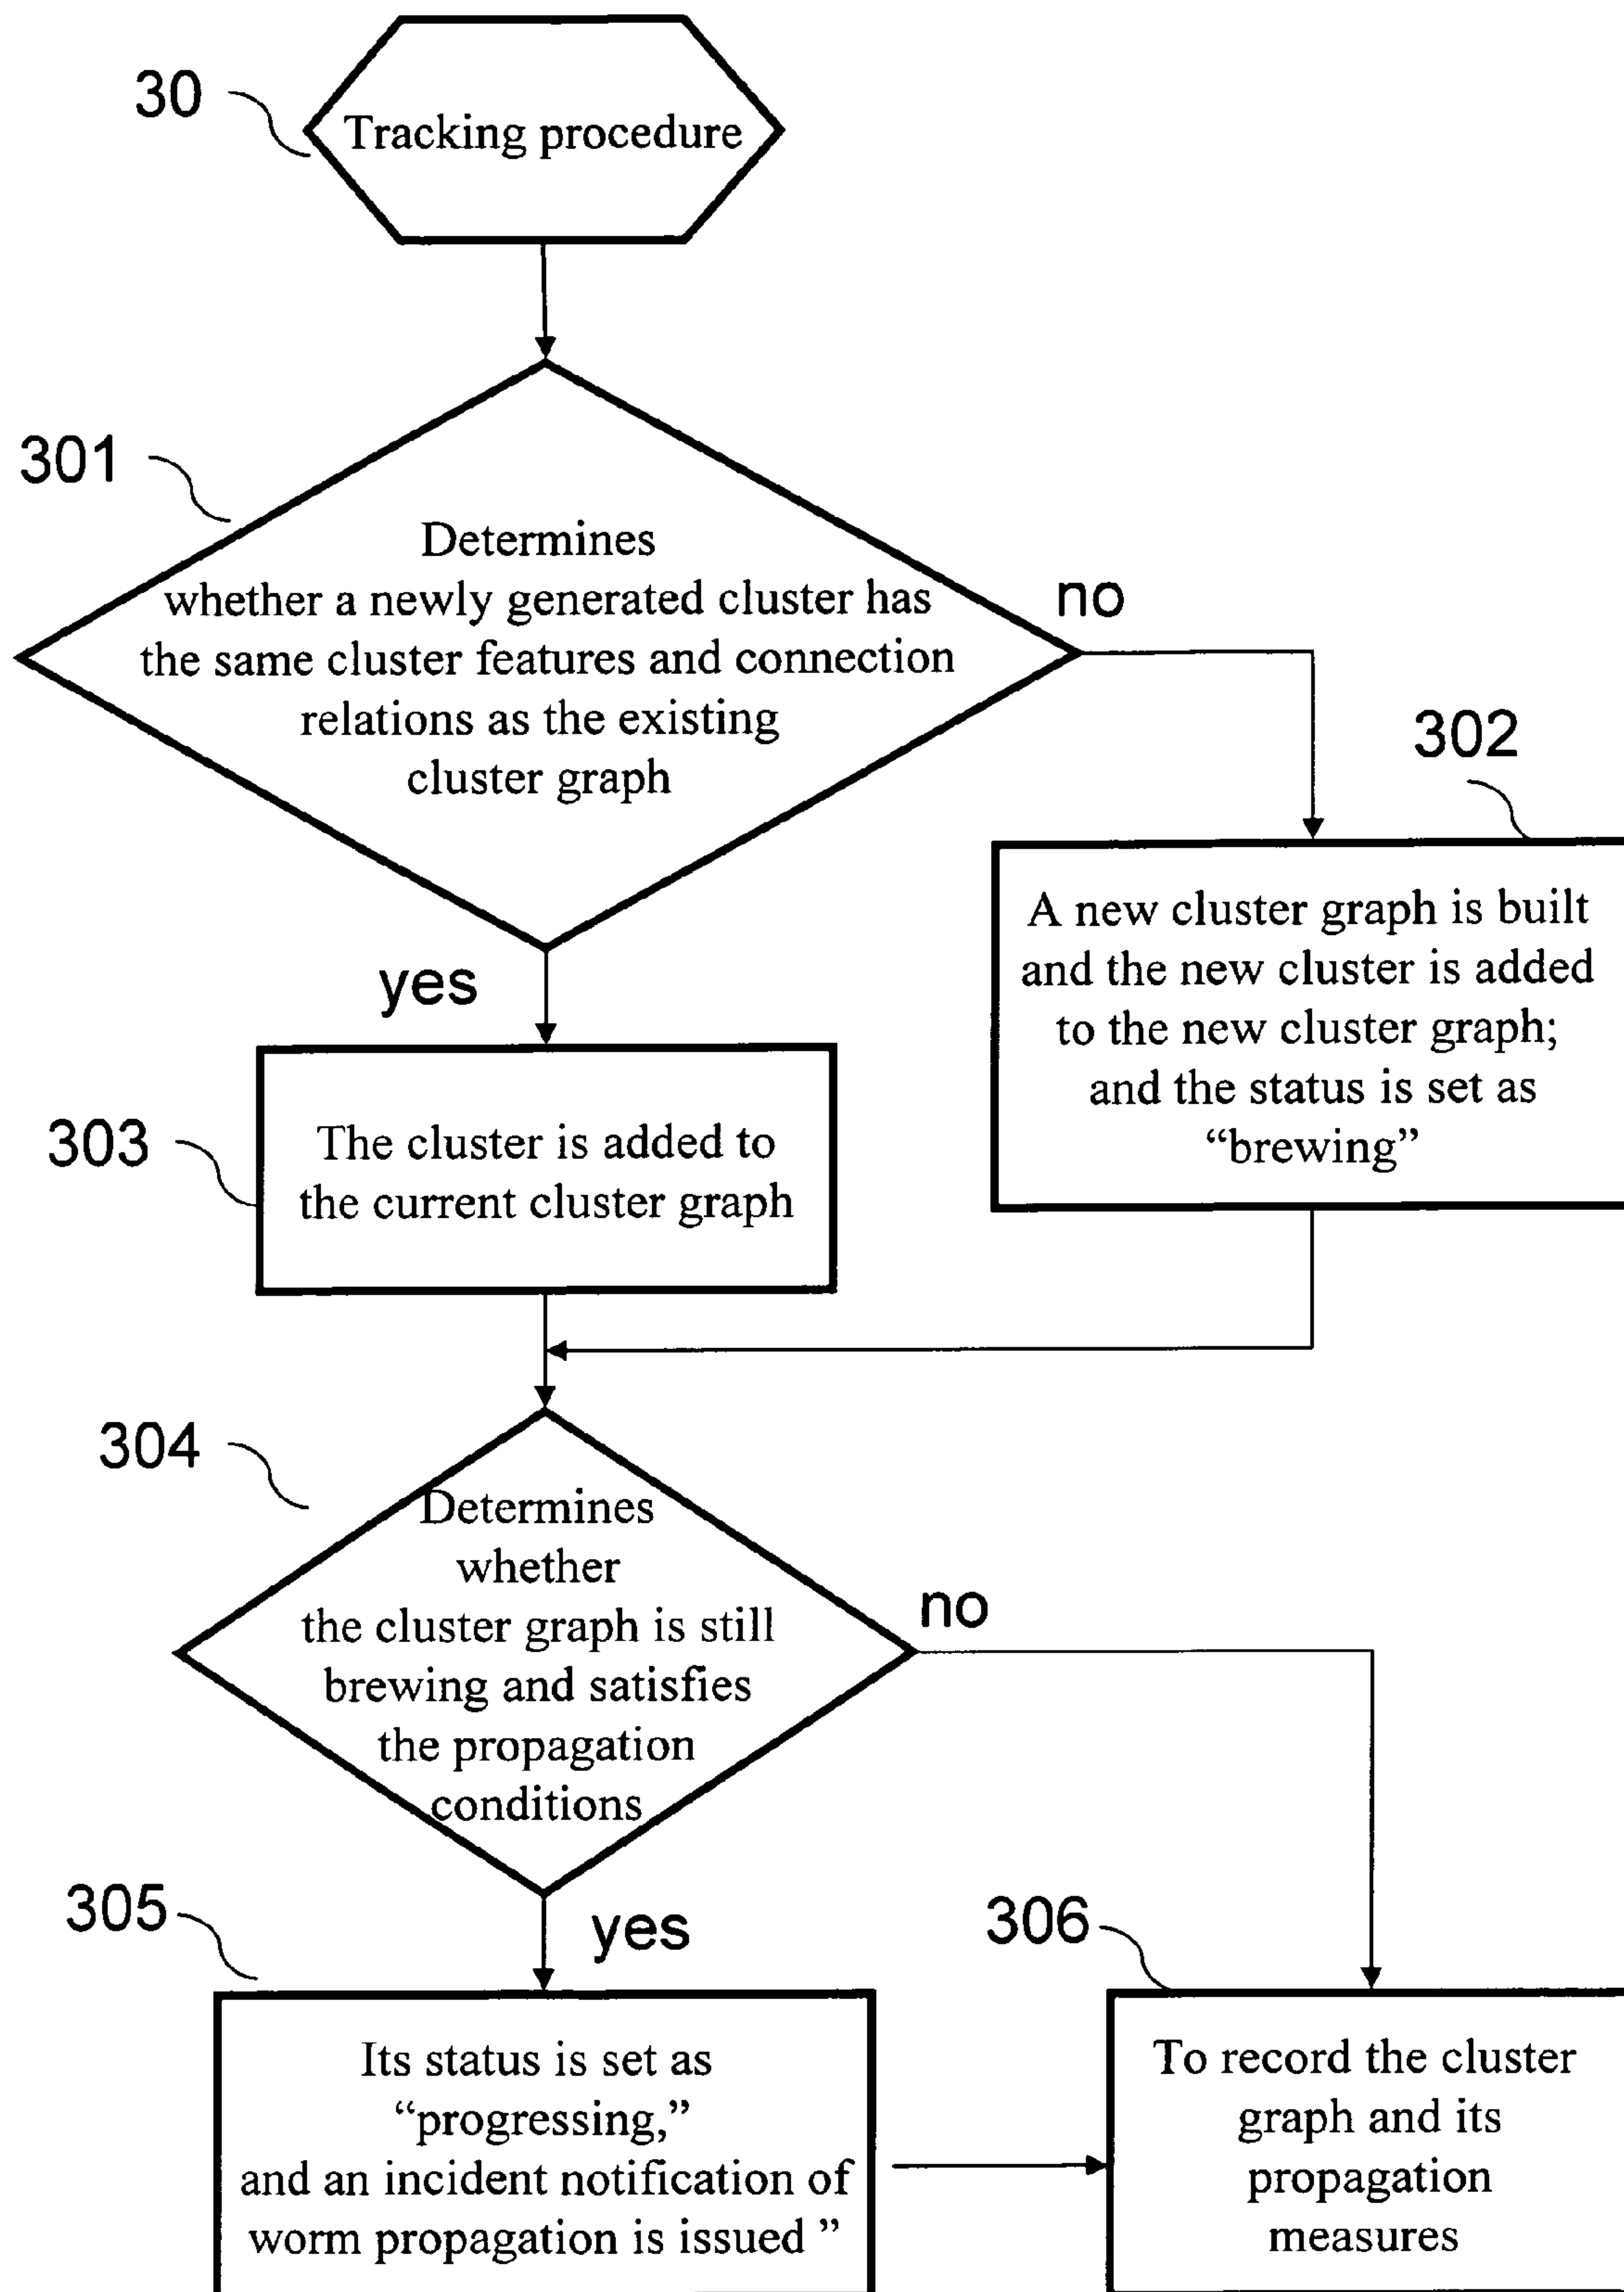 30
Tracking procedure
301
Determines
whether a newly generated cluster has
the same cluster features and connection
relations as the existing
cluster graph
no
302
A new cluster graph is built
and the new cluster is added
to the new cluster graph;
and the status is set as
“brewing”
yes
303
The cluster is added to
the current cluster graph
304
Determines
whether
the cluster graph is still
brewing and satisfies
the propagation
conditions
no
305
yes
Its status is set as
“progressing,”
and an incident notification of
worm propagation is issued ”
306
To record the cluster
graph and its
propagation
measures